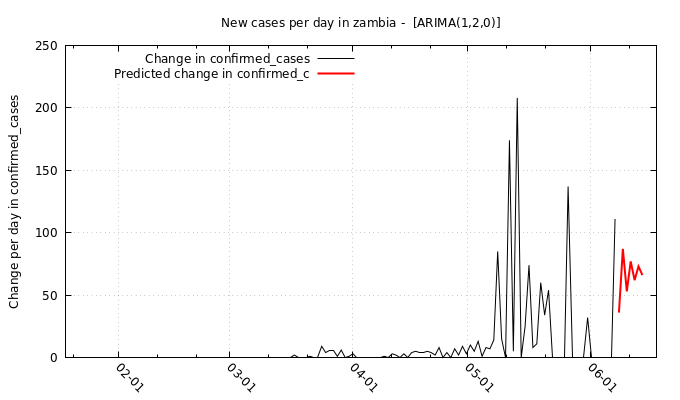 New cases per day in zambia -  [ARIMA(1,2,0)]
Change in confirmed_cases
Predicted change in confirmed_c
Change per day in confirmed_cases
250
200
150
100
50
0
02-01
03-01
04-01
05-01
06-01